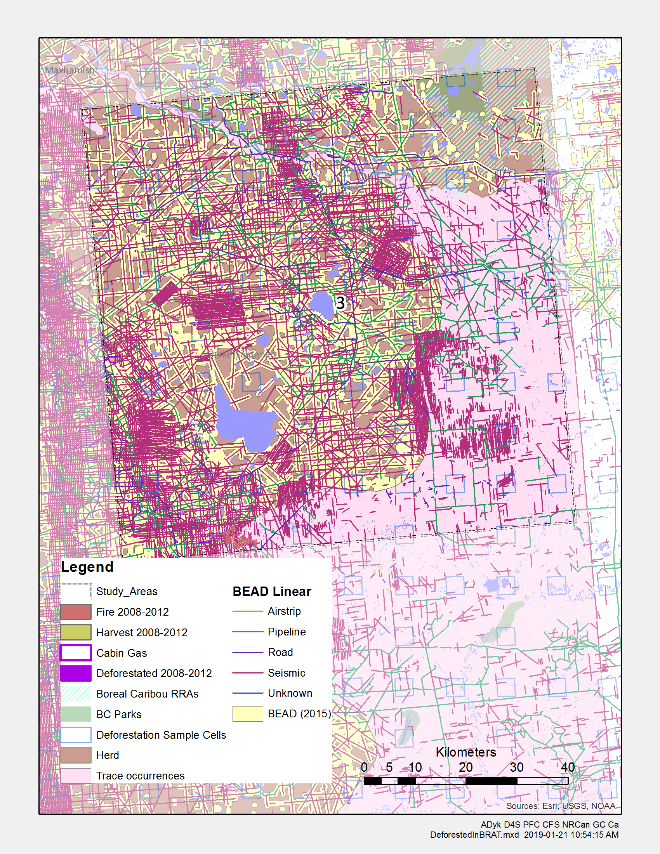 Maxhamish
3
Legend
Study_Areas
Fire 2008-2012
Harvest 2008-2012
Cabin Gas
Deforestated 2008-2012
Boreal Caribou RRAs
BC Parks
Deforestation Sample Cells
Herd
Trace occurrences
BEAD Linear
Airstrip
Pipeline
Road
Seismic
Unknown
BEAD (2015)
Kilometers
0 5 10 20 30 40
Sources: Esri, USGS, NOAA
ADyk D4S PFC CFS NRCan GC Ca
DeforestedInBRAT.mxd 2019-01-21 10:54:15 AM